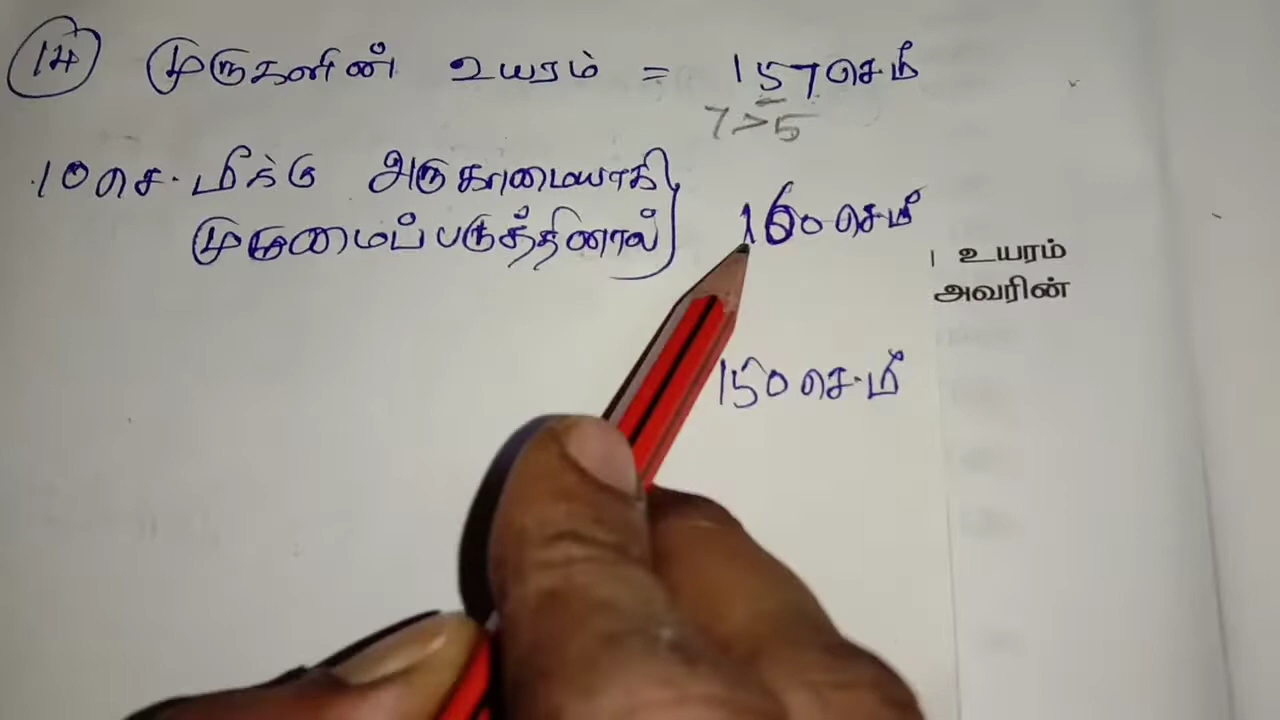 14 முருகனின் உயரம் = 157 செ.மீ
7>5
10 செ.மீக்கு அருகாமையாகி
முழுமைப்படுத்தினால்
160 செ.மீ
உயரம்
அவரின்
150 செ.மீ